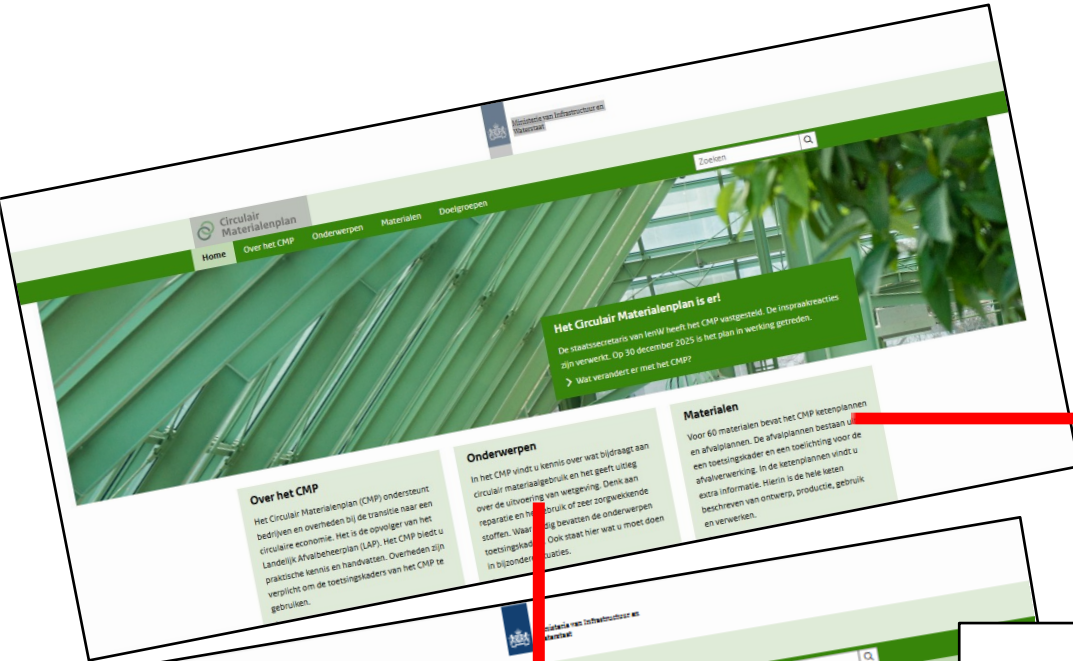 Ministerie van Infrastructuur en
Waterstaat
Zoeken
Circulair
Materialenplan
Home Over het CMP Onderwerpen Materialen Doelgroepen
Het Circulair Materialenplan is er!
De staatssecretaris van IenW heeft het CMP vastgesteld. De inspraakreacties
zijn verwerkt. Op 30 december 2025 is het plan in werking getreden.
Wat verandert er met het CMP?
Over het CMP
Het Circulair Materialenplan (CMP) ondersteunt
bedrijven en overheden bij de transitie naar een
circulaire economie. Het is de opvolger van het
Landelijk Afvalbeheerplan (LAP). Het CMP biedt u
praktische kennis en handvatten. Overheden zijn
verplicht om de toetsingskaders van het CMP te
gebruiken.
Onderwerpen
In het CMP vindt u kennis over wat bijdraagt aan
circulair materiaalgebruik en het geeft uitleg
over de uitvoering van wetgeving. Denk aan
reparatie en hergebruik of zeer zorgwekkende
stoffen. bevatten de onderwerpen
Ook staat hier wat u moet doen
in
Materialen
Voor 60 materialen bevat het CMP ketenplannen
en afvalplannen. De afvalplannen bestaan
een toetsingskader en een toelichting voor de
afvalverwerking. In de ketenplannen vindt u
extra informatie. Hierin is de hele keten
beschreven van ontwerp, productie, gebruik
en verwerken.
van Infrastructuur en